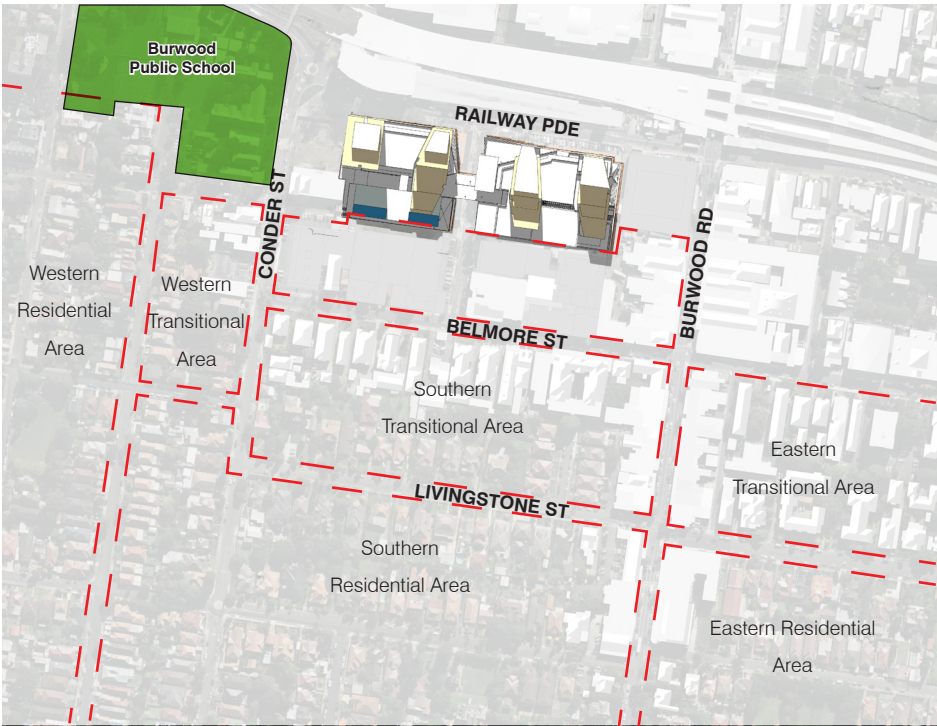 Burwood
Public School
RAILWAY PDE
CONDER ST
BURWOOD RD
Western
Residential
Area
Western
Transitional
Area
BELMORE ST
Southern
Transitional Area
Eastern
Transitional Area
LIVINGSTONE ST
Southern
Residential Area
Eastern Residential
Area